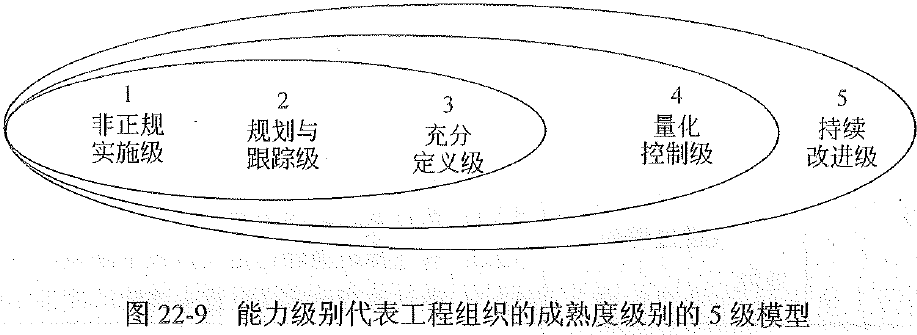 1
非正规
实施级
2
规划与
跟踪级
3
充分
定义级
4
量化
控制级
5
持续
改进级
图 22-9 能力级别代表工程组织的成熟度级别的 5 级模型